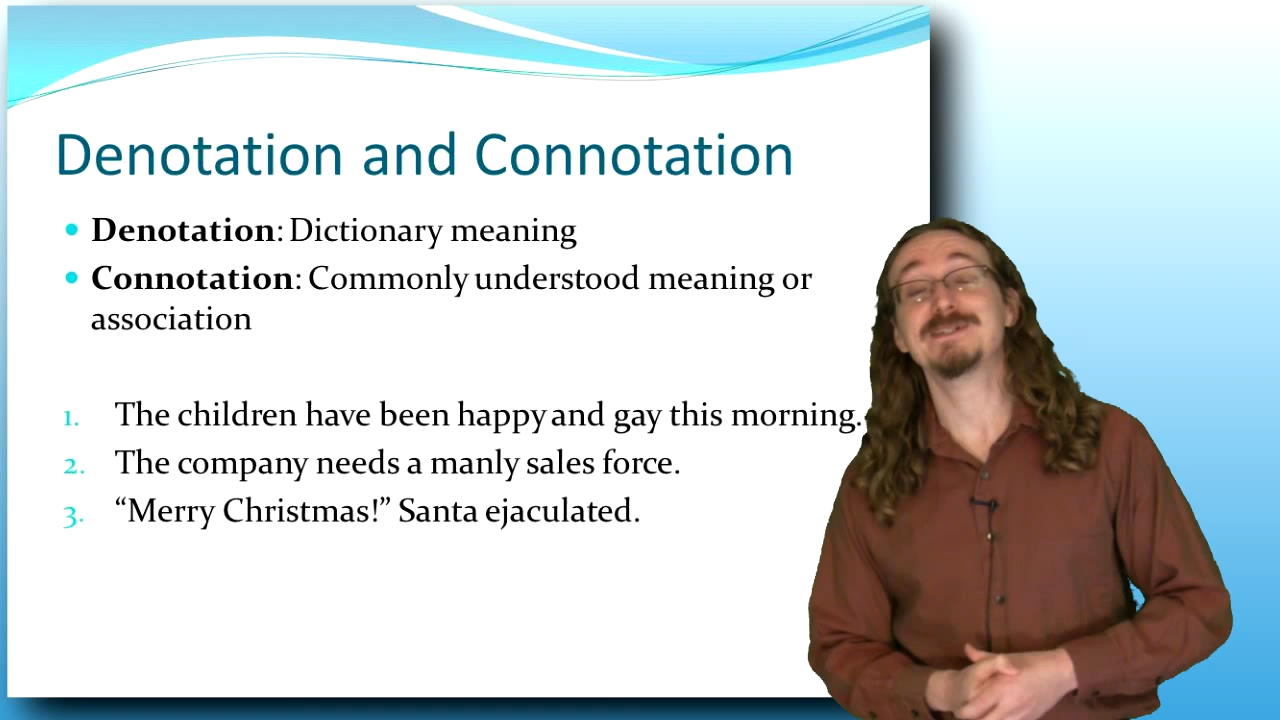 Denotation and Connotation
• Denotation: Dictionary meaning
• Connotation: Commonly understood meaning or
association
1. The children have been happy and gay this morning.
2. The company needs a manly sales force.
3. “Merry Christmas!” Santa ejaculated.